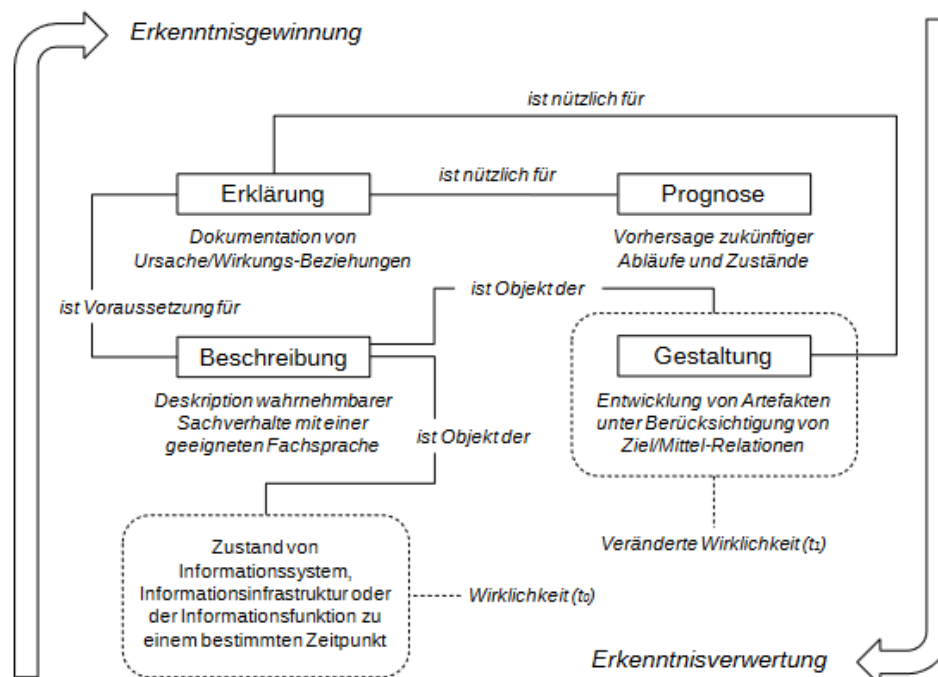 Erkenntnisgewinnung
ist nützlich für
Erklärung
ist nützlich für
Prognose
Dokumentation von
Ursache/Wirkungs-Beziehungen
Vorhersage zukünftiger
Abläufe und Zustände
ist Voraussetzung für
ist Objekt der
Beschreibung
Gestaltung
Deskription wahrnehmbarer
Sachverhalte mit einer
geeigneten Fachsprache
ist Objekt der
Entwicklung von Artefakten
unter Berücksichtigung von
Ziel/Mittel-Relationen
Zustand von
Informationssystem,
Informationsinfrastruktur oder
der Informationsfunktion zu
einem bestimmten Zeitpunkt
Wirklichkeit (t₀)
Veränderte Wirklichkeit (t₁)
Erkenntnisverwertung